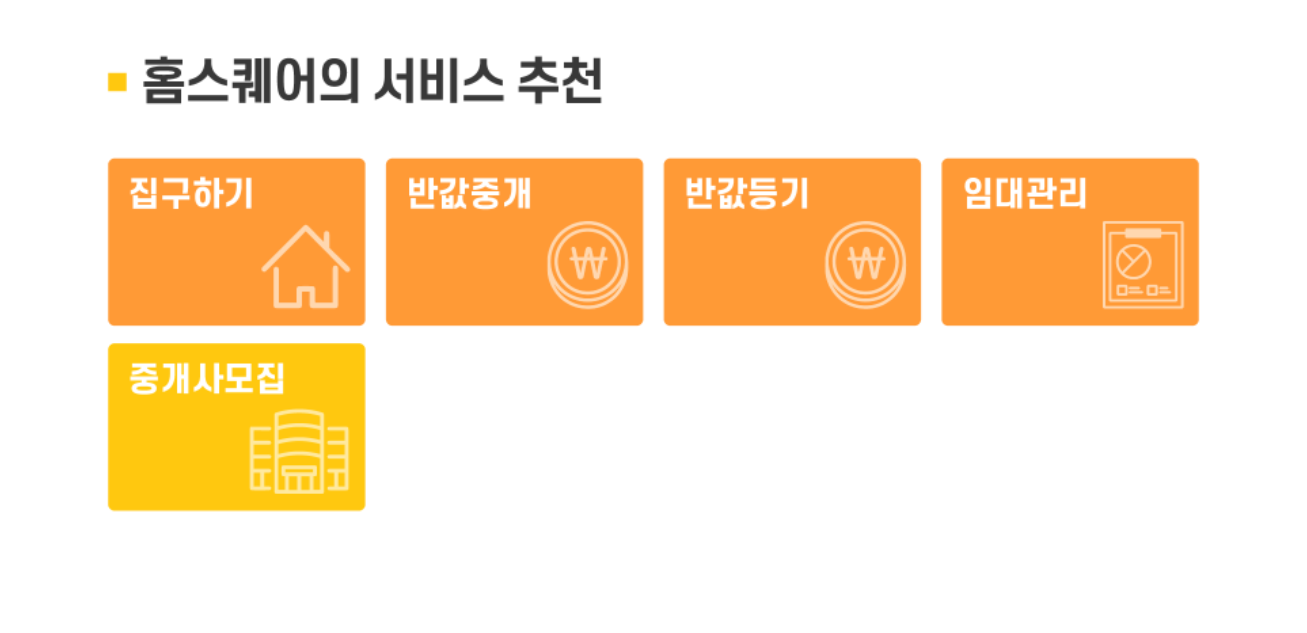 홈스퀘어의 서비스 추천
집구하기
반값중개
반값등기
임대관리
중개사모집